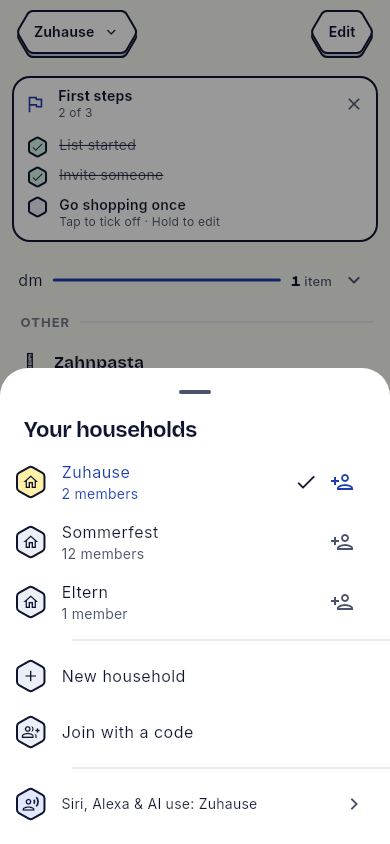 Zuhause
Edit
First steps
2 of 3
List started
Invite someone
Go shopping once
Tap to tick off · Hold to edit
dm
1 item
OTHER
Zahnpasta
Your households
Zuhause
2 members
Sommerfest
12 members
Eltern
1 member
New household
Join with a code
Siri, Alexa & AI use: Zuhause